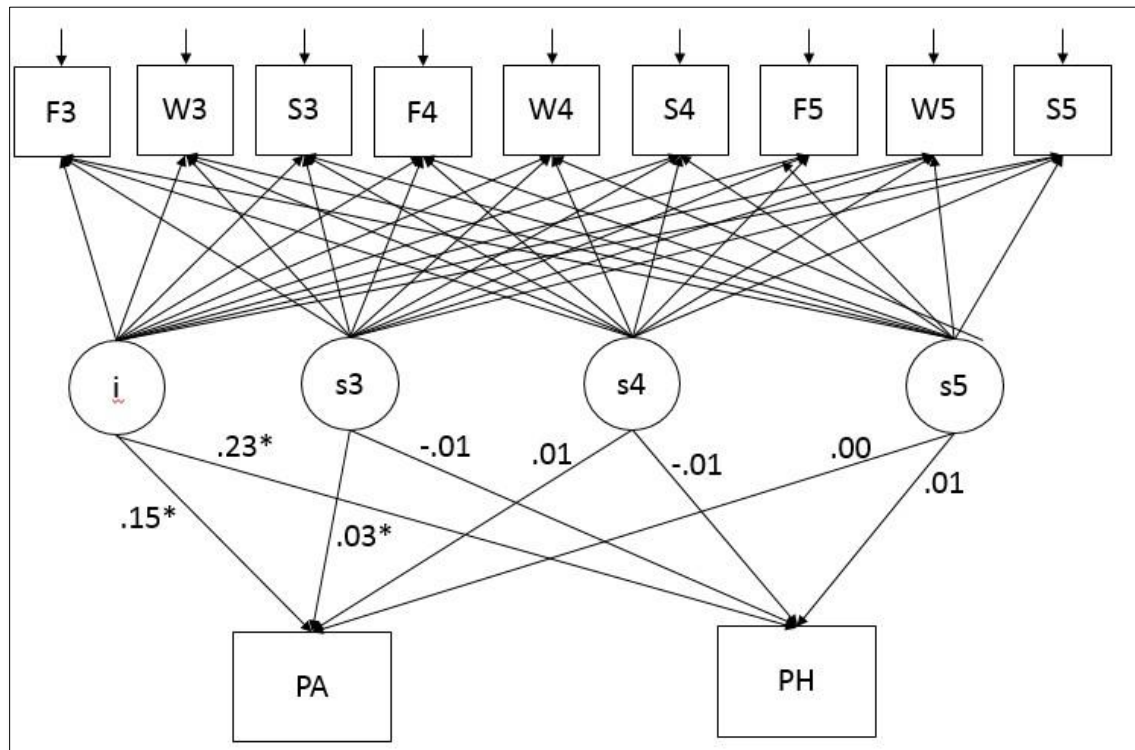 F3 W3 S3 F4 W4 S4 F5 W5 S5
i s3 s4 s5
.23* -.01 .01 -.01 .00 .01
.15* .03*
PA PH